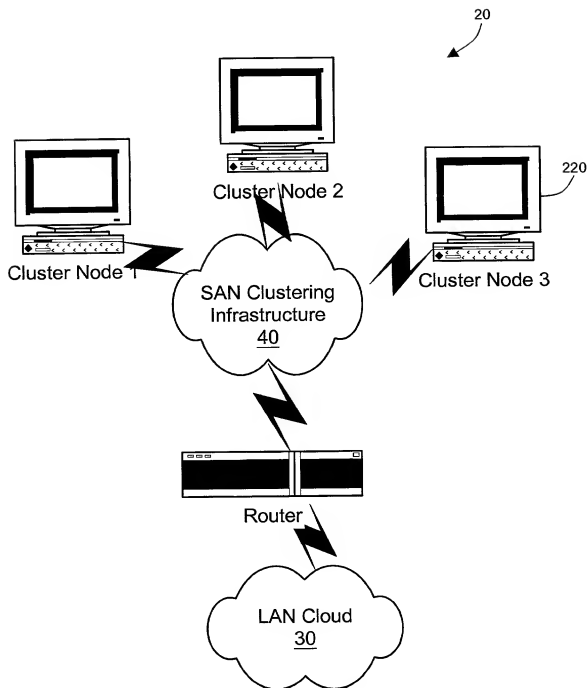 20
Cluster Node 2
220
Cluster Node 1
Cluster Node 3
SAN Clustering
Infrastructure
40
Router
LAN Cloud
30